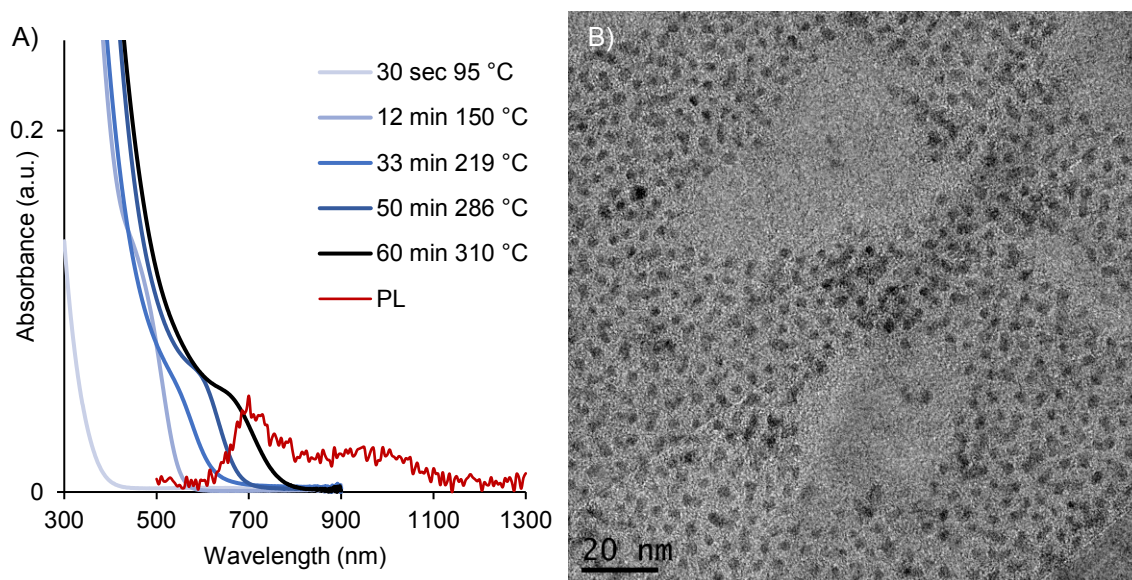 A)
0.2
0
Absorbance (a.u.)
30 sec 95 °C
12 min 150 °C
33 min 219 °C
50 min 286 °C
60 min 310 °C
PL
300 500 700 900 1100 1300
Wavelength (nm)
B)
20 nm